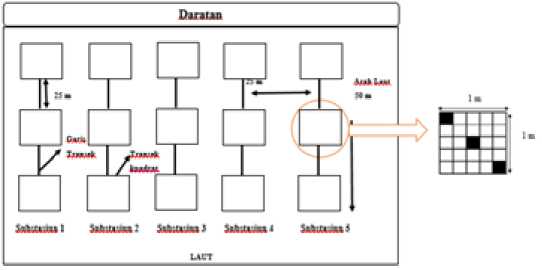 Daratan
25 m
25 m
Arah Laut
50 m
1 m
1 m
Garis
Transek
Transek
kuadrat
Substasiun 1
Substasiun 2
Substasiun 3
Substasiun 4
Substasiun 5
LAUT